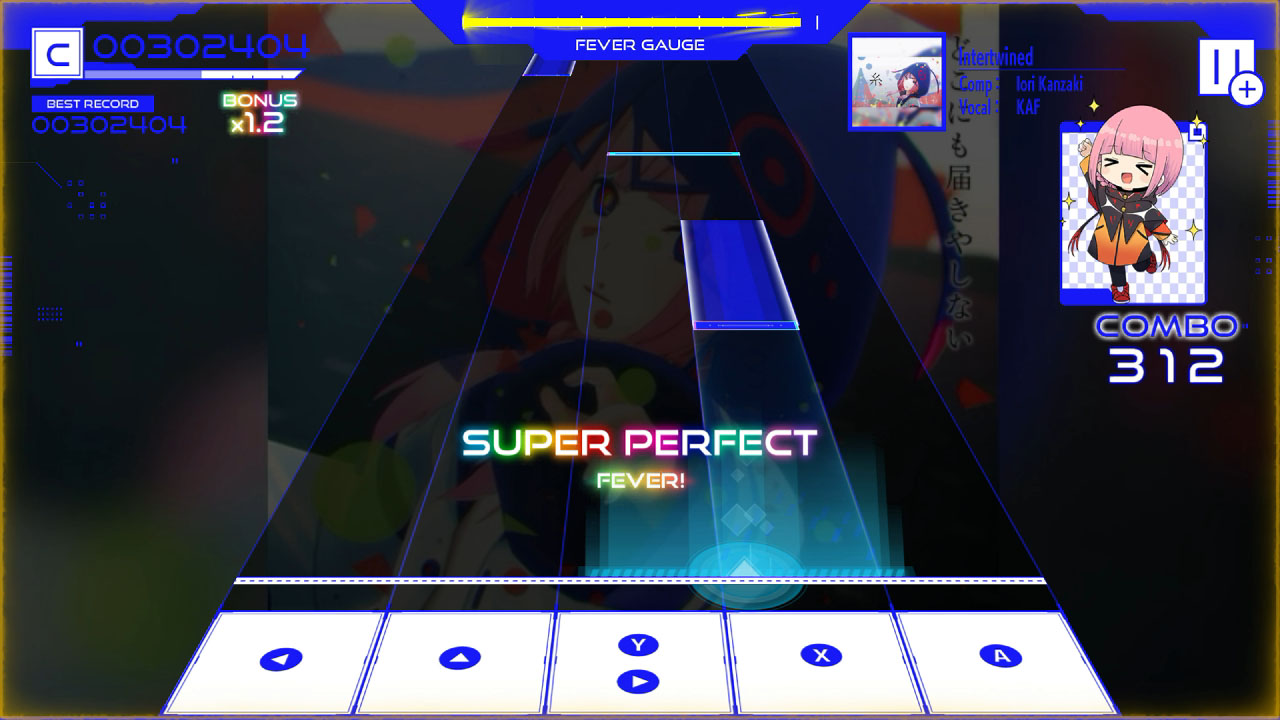 C 00302404
BEST RECORD
00302404
BONUS
x1.2
FEVER GAUGE
糸
Intertwined
Comp : Iori Kanzaki
Vocal : KAF
どこにも届きやしない
COMBO
312
SUPER PERFECT
FEVER!
Y
X
A